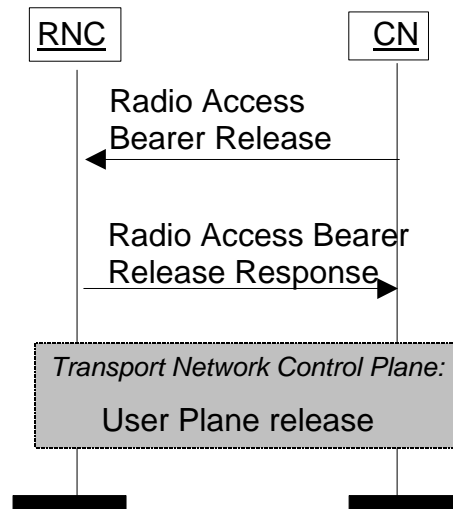 RNC
CN
Radio Access
Bearer Release
Radio Access Bearer
Release Response
Transport Network Control Plane:
User Plane release